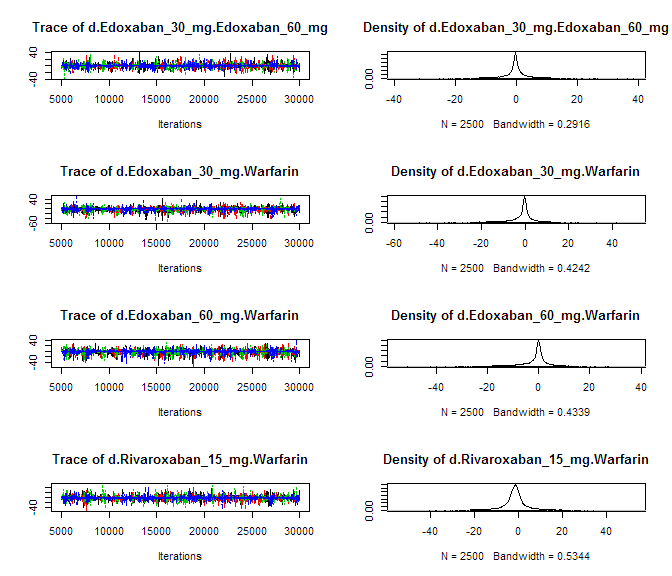 Trace of d.Edoxaban_30_mg.Edoxaban_60_mg
Density of d.Edoxaban_30_mg.Edoxaban_60_mg
40
-40
5000 10000 15000 20000 25000 30000
Iterations
0.00
-40 -20 0 20 40
N = 2500 Bandwidth = 0.2916
Trace of d.Edoxaban_30_mg.Warfarin
Density of d.Edoxaban_30_mg.Warfarin
40
-60
5000 10000 15000 20000 25000 30000
Iterations
0.00
-60 -40 -20 0 20 40
N = 2500 Bandwidth = 0.4242
Trace of d.Edoxaban_60_mg.Warfarin
Density of d.Edoxaban_60_mg.Warfarin
40
-40
5000 10000 15000 20000 25000 30000
Iterations
0.00
-40 -20 0 20 40
N = 2500 Bandwidth = 0.4339
Trace of d.Rivaroxaban_15_mg.Warfarin
Density of d.Rivaroxaban_15_mg.Warfarin
-40
5000 10000 15000 20000 25000 30000
Iterations
0.00
-40 -20 0 20 40
N = 2500 Bandwidth = 0.5344